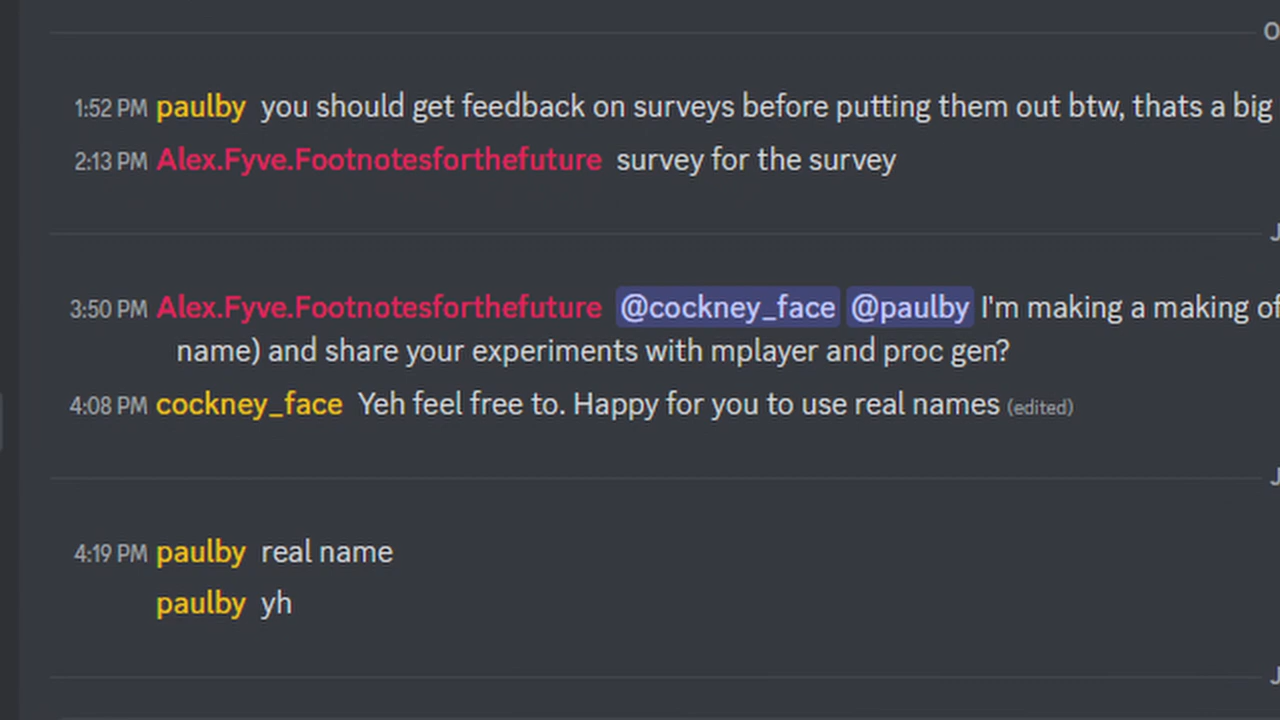 1:52 PM paulby you should get feedback on surveys before putting them out btw, thats a big
2:13 PM Alex.Fyve.Footnotesforthefuture survey for the survey
3:50 PM Alex.Fyve.Footnotesforthefuture @cockney_face @paulby I'm making a making of
name) and share your experiments with mplayer and proc gen?
4:08 PM cockney_face Yeh feel free to. Happy for you to use real names (edited)
4:19 PM paulby real name
paulby yh